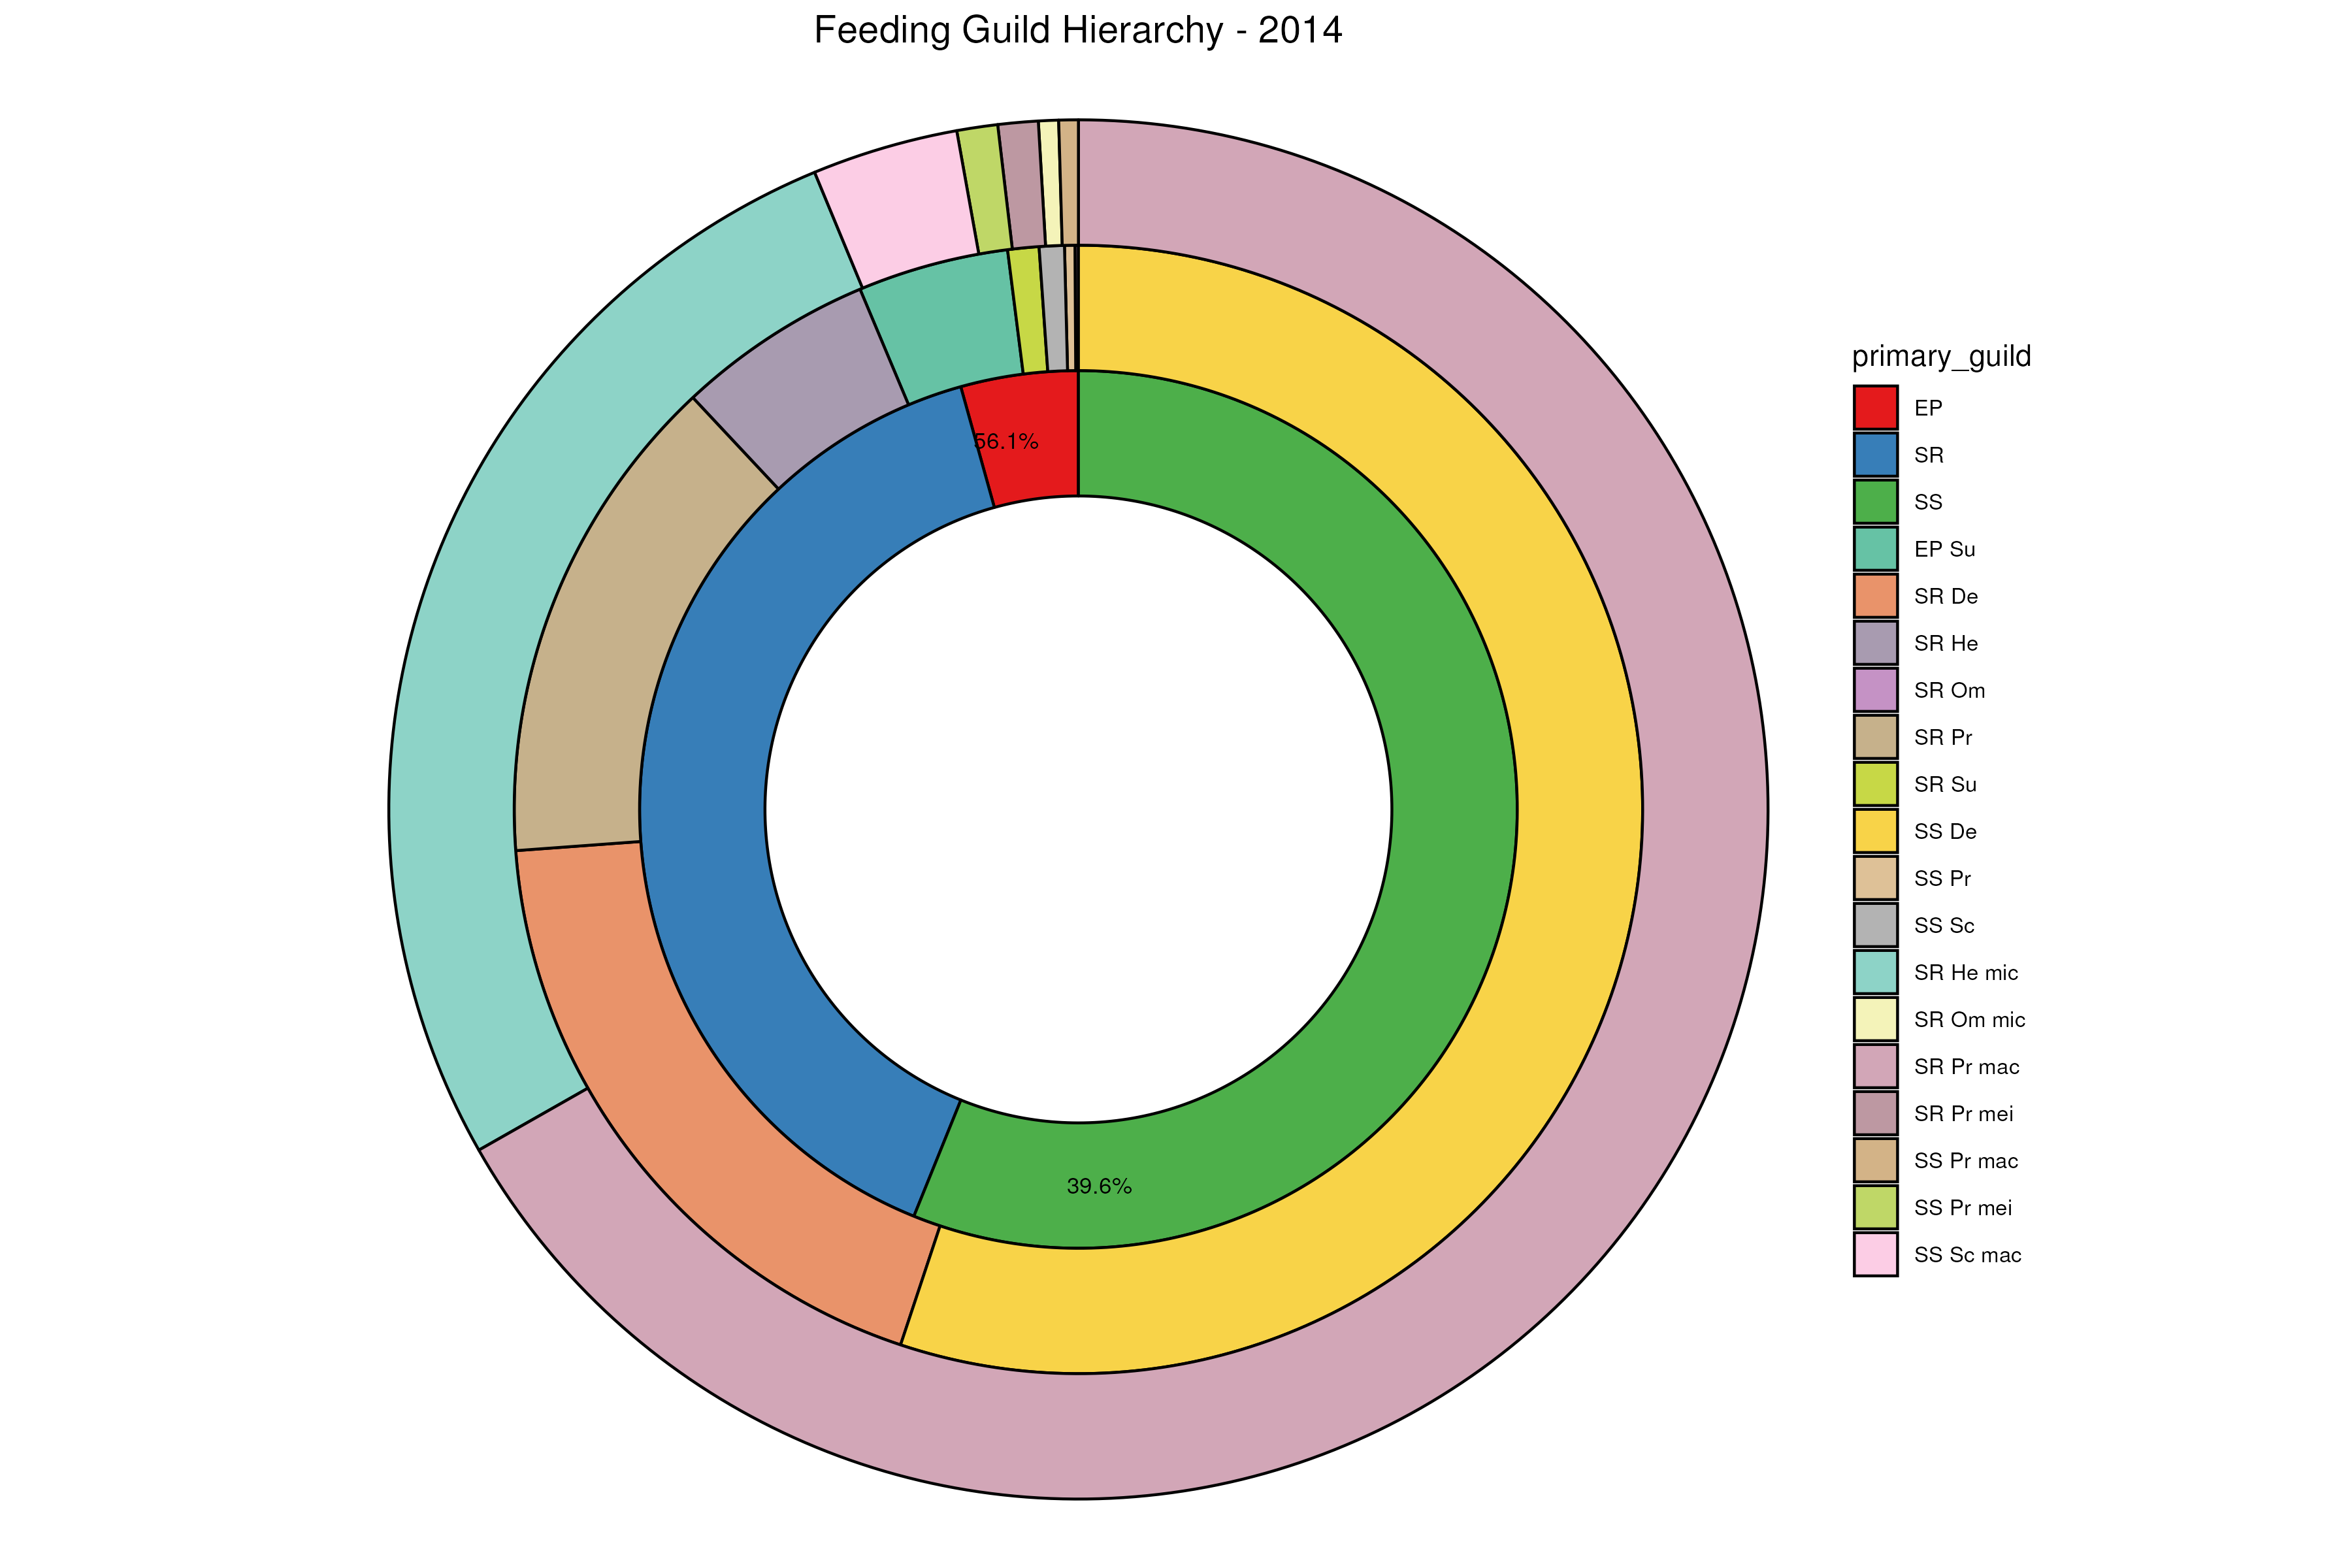 Feeding Guild Hierarchy - 2014
56.1%
39.6%
primary_guild
EP
SR
SS
EP Su
SR De
SR He
SR Om
SR Pr
SR Su
SS De
SS Pr
SS Sc
SR He mic
SR Om mic
SR Pr mac
SR Pr mei
SS Pr mac
SS Pr mei
SS Sc mac